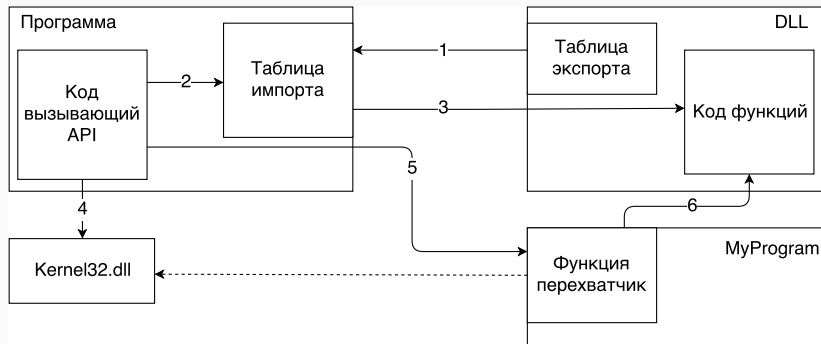 Программа
DLL
Код
вызывающий
API
2
Таблица
импорта
1
Таблица
экспорта
3
Код функций
5
4
6
Kernel32.dll
Функция
перехватчик
MyProgram